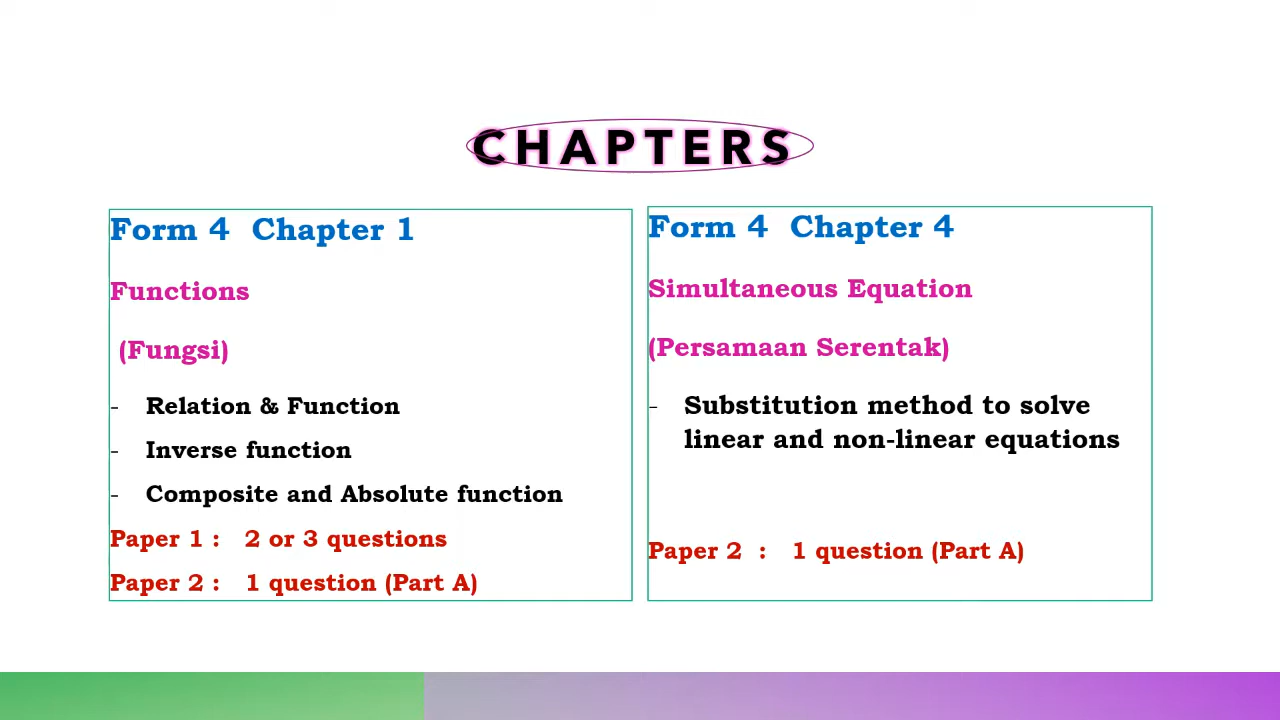 CHAPTERS
Form 4 Chapter 1
Functions
(Fungsi)
- Relation & Function
- Inverse function
- Composite and Absolute function
Paper 1 : 2 or 3 questions
Paper 2 : 1 question (Part A)
Form 4 Chapter 4
Simultaneous Equation
(Persamaan Serentak)
- Substitution method to solve
linear and non-linear equations
Paper 2 : 1 question (Part A)